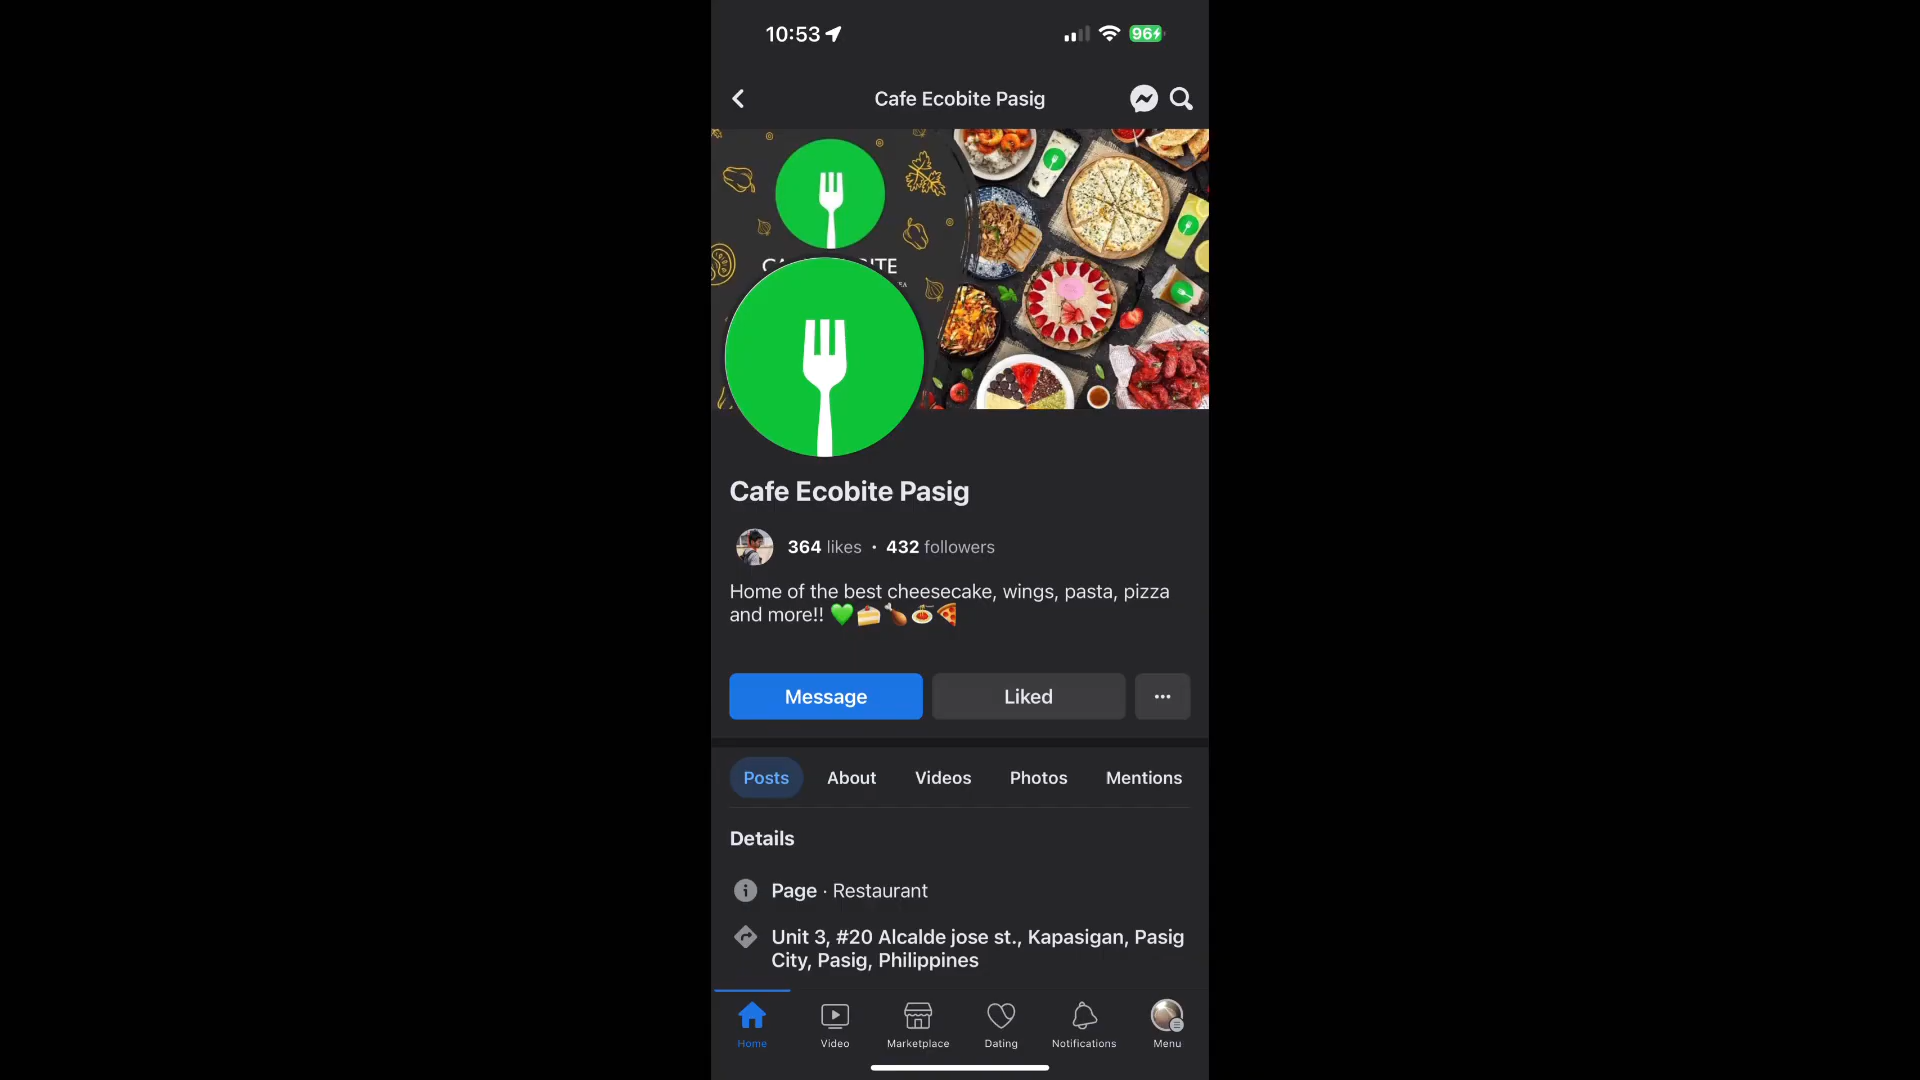 10:53
96
Cafe Ecobite Pasig
Cafe Ecobite Pasig
364 likes · 432 followers
Home of the best cheesecake, wings, pasta, pizza
and more!! 💚🍰🍗🍝🍕
Message
Liked
Posts
About
Videos
Photos
Mentions
Details
Page · Restaurant
Unit 3, #20 Alcalde jose st., Kapasigan, Pasig
City, Pasig, Philippines
Home
Video
Marketplace
Dating
Notifications
Menu